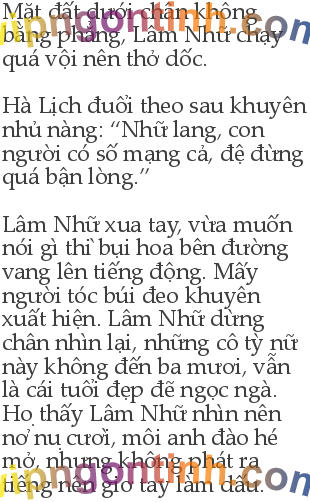 Mặt đất dưới chân không
bằng phẳng, Lâm Nhữ chạy
quá vội nên thở dốc.
Hà Lịch đuổi theo sau khuyên
nhủ nàng: “Nhữ lang, con
người có số mạng cả, đệ đừng
quá bận lòng.”
Lâm Nhữ xua tay, vừa muốn
nói gì thì bụi hoa bên đường
vang lên tiếng động. Mấy
người tóc búi đeo khuyên
xuất hiện. Lâm Nhữ dừng
chân nhìn lại, những cô tỳ nữ
này không đến ba mươi, vẫn
là cái tuổi đẹp đẽ ngọc ngà.
Họ thấy Lâm Nhữ nhìn nên
nở nụ cười, môi anh đào hé
mở, nhưng không phát ra
tiếng nên giơ tay làm dấu.
vipngontinh.com
vipngontinh.com